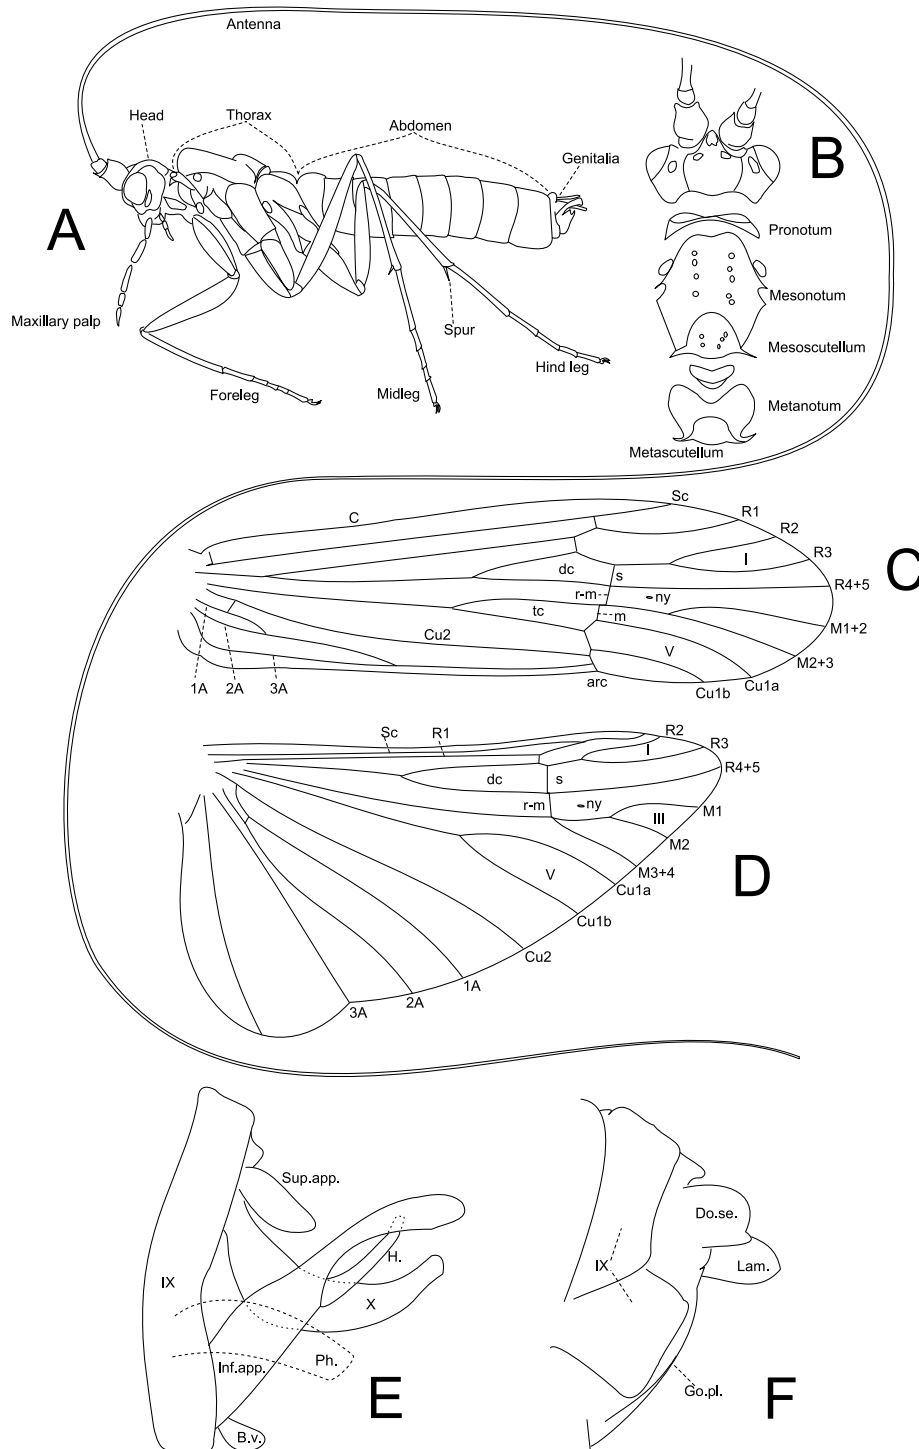 Antenna
Head
Thorax
Abdomen
Genitalia
A
Maxillary palp
Foreleg
Midleg
Spur
Hind leg
B
Pronotum
Mesonotum
Mesoscutellum
Metanotum
Metascutellum
C
Sc
R1
R2
R3
R4+5
M1+2
M2+3
Cu1a
Cu1b
arc
C
I
dc
s
r-m
ny
tc
m
Cu2
V
1A
2A
3A
D
Sc
R1
R2
R3
R4+5
M1
M2
M3+4
Cu1a
Cu1b
Cu2
1A
2A
3A
I
dc
s
r-m
ny
III
V
E
Sup.app.
H.
IX
X
Ph.
Inf.app.
B.v.
F
Do.se.
Lam.
IX
Go.pl.